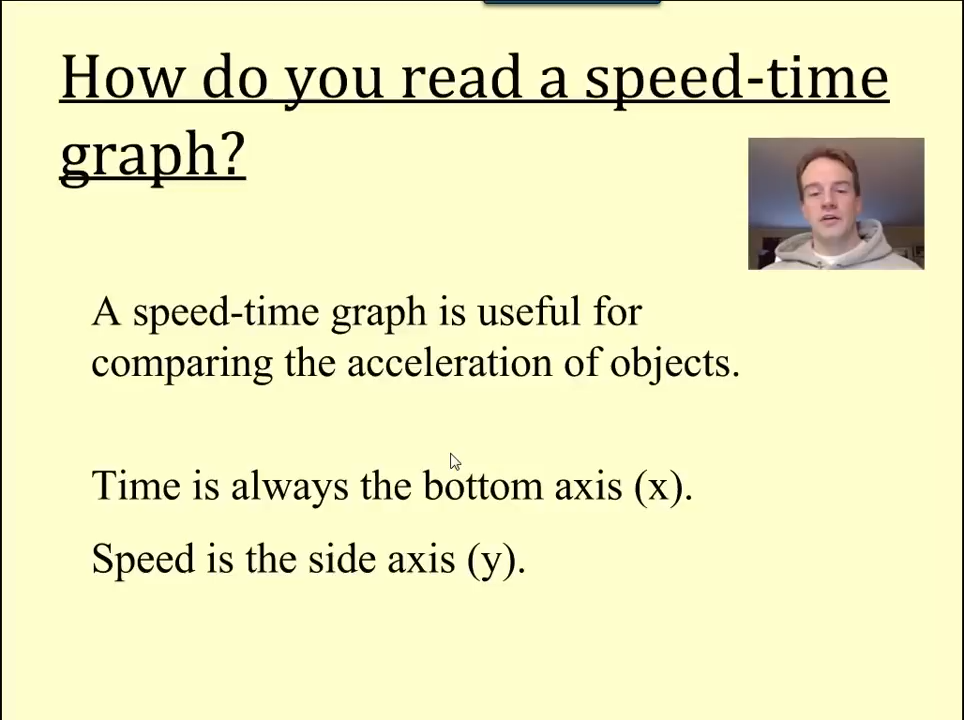 How do you read a speed-time
graph?
A speed-time graph is useful for
comparing the acceleration of objects.
Time is always the bottom axis (x).
Speed is the side axis (y).